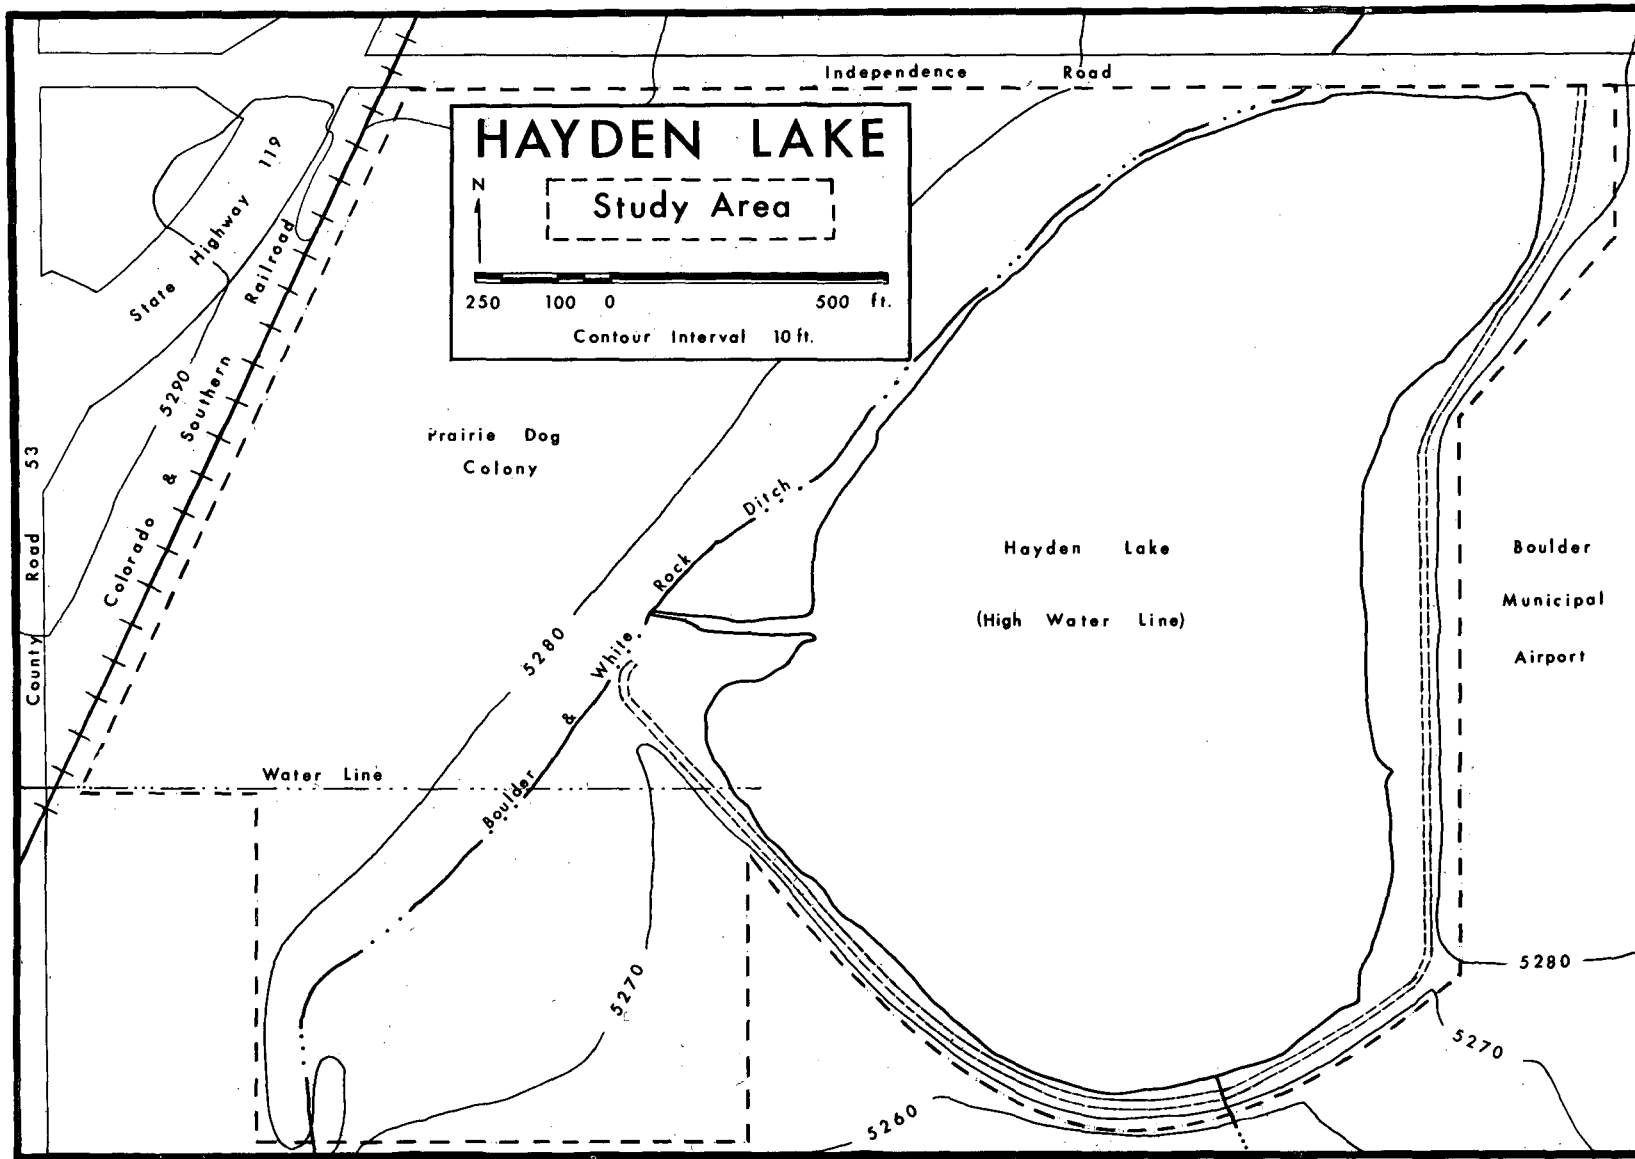 Independence Road
HAYDEN LAKE
N
Study Area
250 100 0 500 ft.
Contour Interval 10 ft.
State Highway 119
Colorado & Southern Railroad
5290
County Road 53
Prairie Dog
Colony
Boulder & White Rock Ditch
5280
Hayden Lake
(High Water Line)
Boulder
Municipal
Airport
Water Line
5270
5280
5270
5260